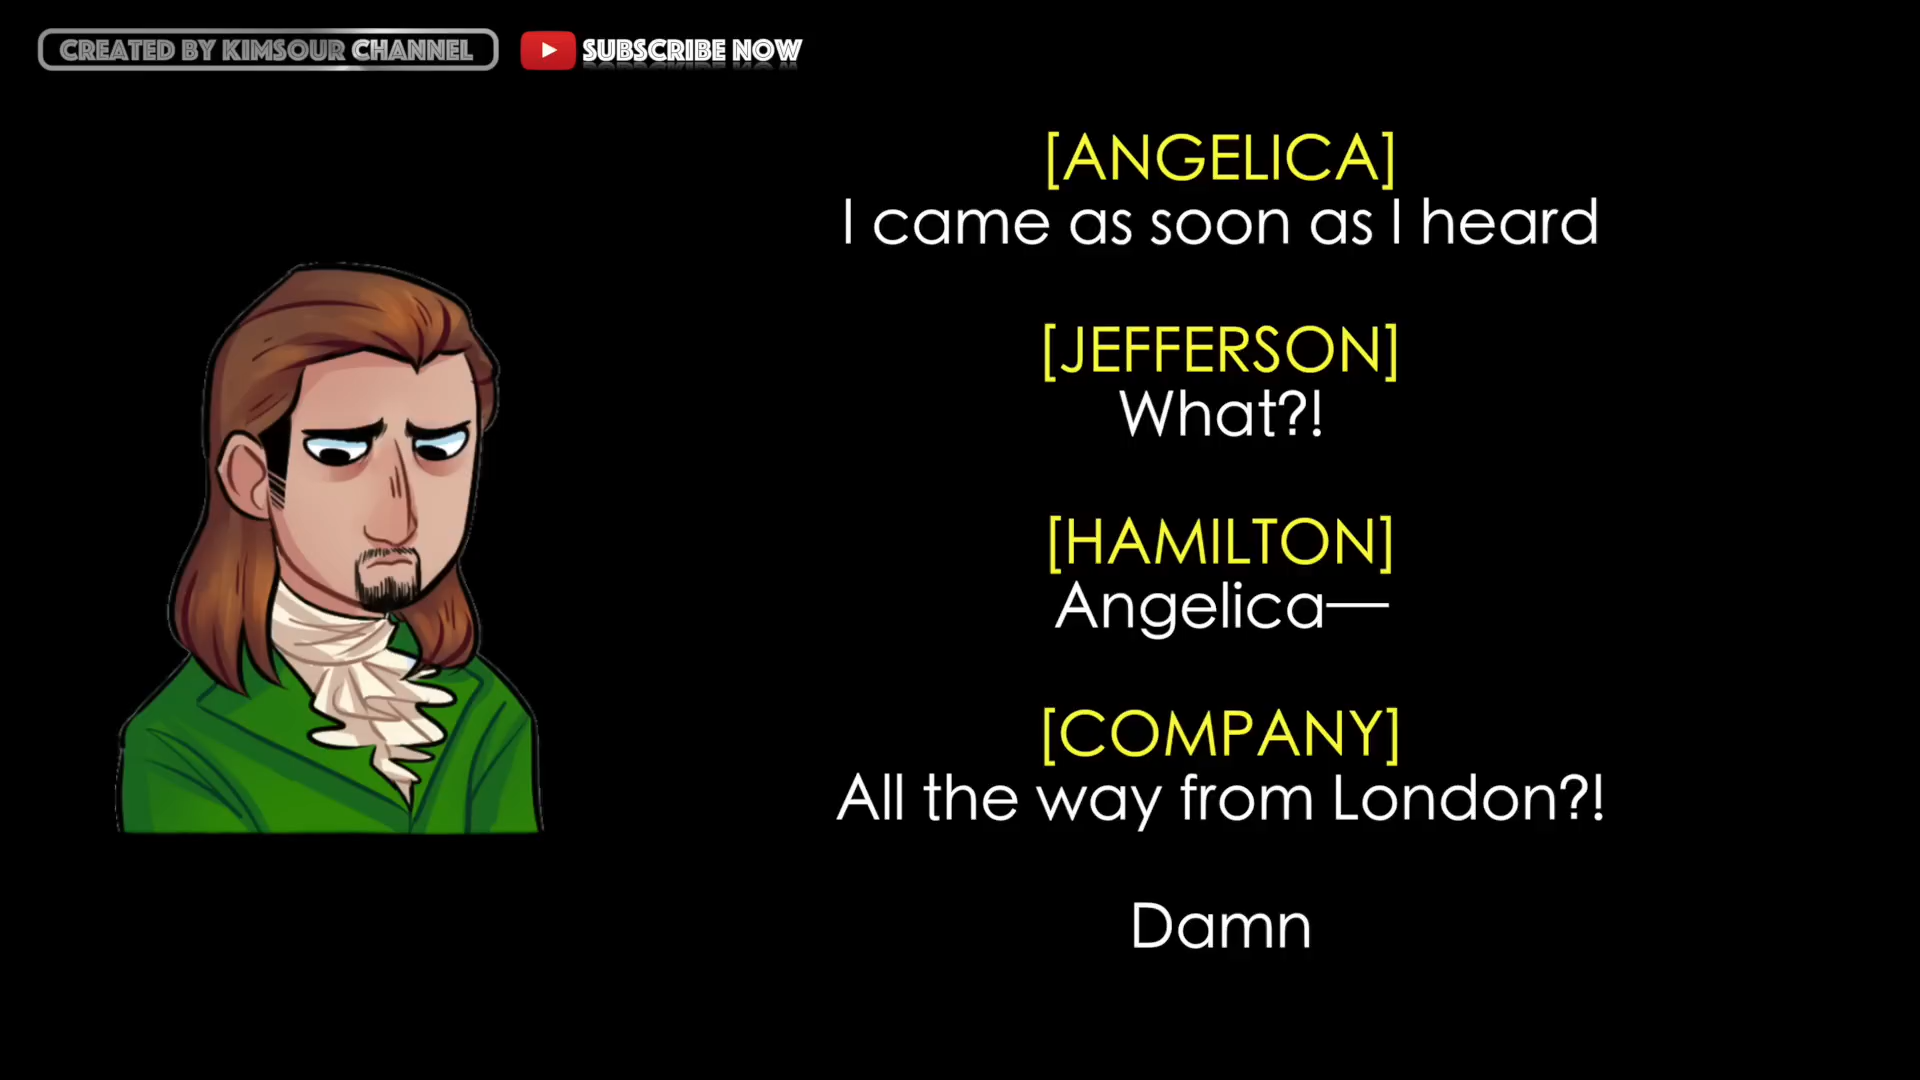 CREATED BY KIMSOUR CHANNEL
SUBSCRIBE NOW
[ANGELICA]
I came as soon as I heard
[JEFFERSON]
What?!
[HAMILTON]
Angelica—
[COMPANY]
All the way from London?!
Damn